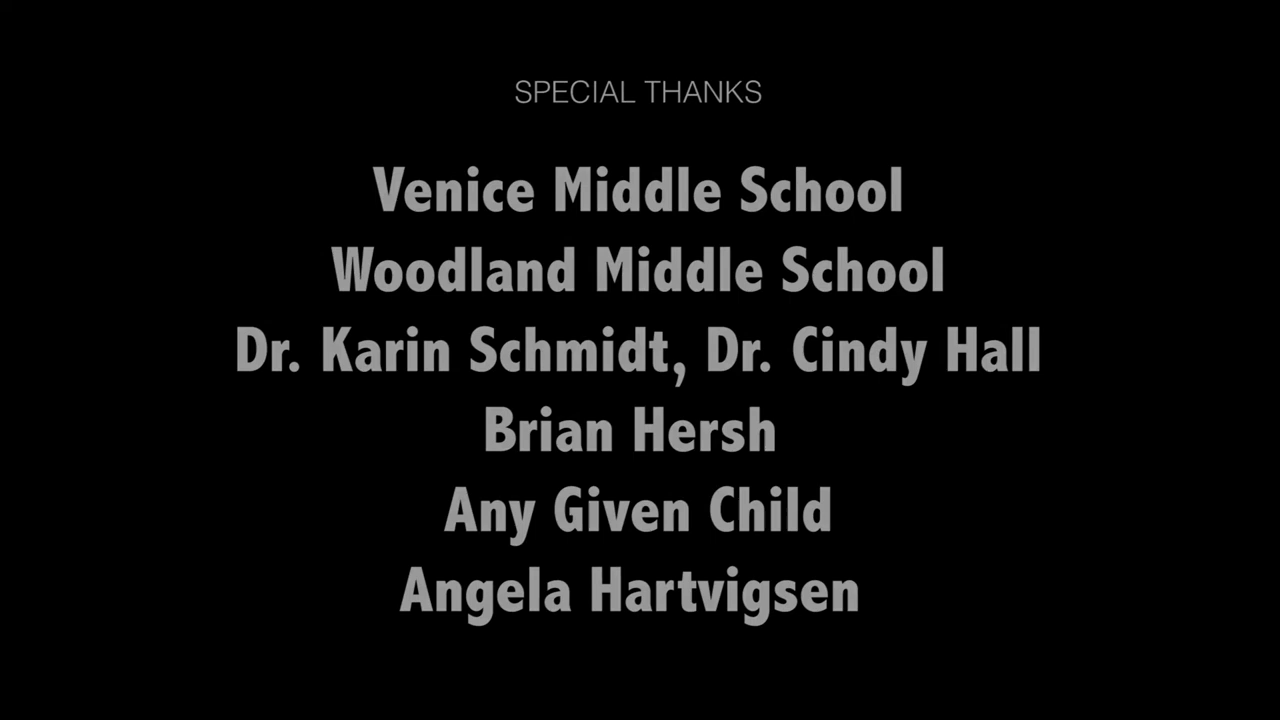 SPECIAL THANKS
Venice Middle School
Woodland Middle School
Dr. Karin Schmidt, Dr. Cindy Hall
Brian Hersh
Any Given Child
Angela Hartvigsen